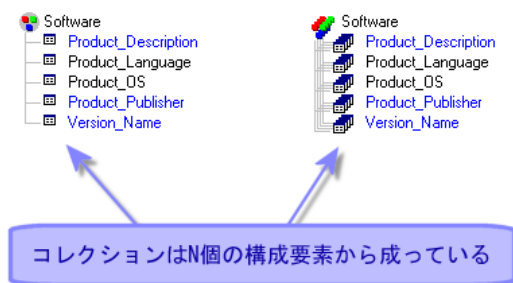 Software
Product_Description
Product_Language
Product_OS
Product_Publisher
Version_Name
Software
Product_Description
Product_Language
Product_OS
Product_Publisher
Version_Name
コレクションはN個の構成要素から成っている